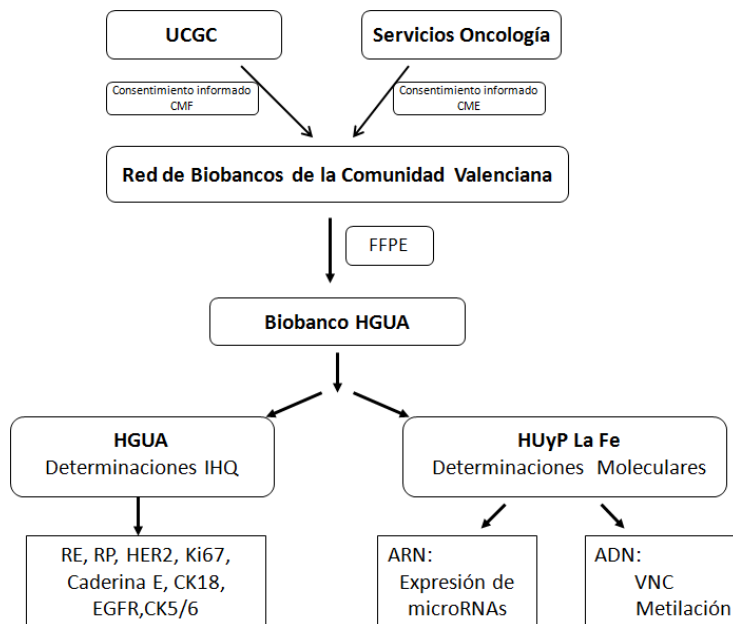 UCGC
Servicios Oncología
Consentimiento informado
CMF
Consentimiento informado
CME
Red de Biobancos de la Comunidad Valenciana
FFPE
Biobanco HGUA
HGUA
Determinaciones IHQ
HUyP La Fe
Determinaciones Moleculares
RE, RP, HER2, Ki67,
Caderina E, CK18,
EGFR,CK5/6
ARN:
Expresión de
microRNAs
ADN:
VNC
Metilación